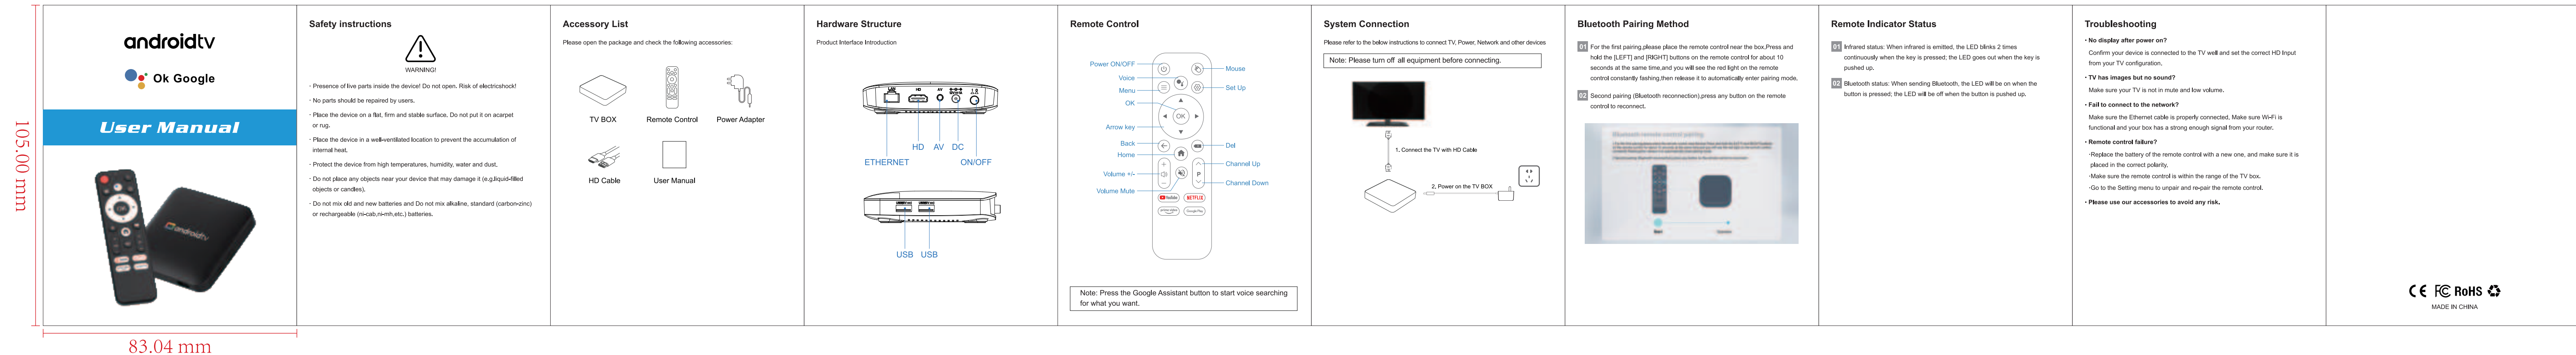 105.00 mm
83.04 mm
androidtv
Ok Google
User Manual
androidtv
Safety instructions
WARNING!
· Presence of live parts inside the device! Do not open. Risk of electricshock!
· No parts should be repaired by users.
· Place the device on a flat, firm and stable surface. Do not put it on acarpet
or rug.
· Place the device in a well-ventilated location to prevent the accumulation of
internal heat.
· Protect the device from high temperatures, humidity, water and dust.
· Do not place any objects near your device that may damage it (e.g.liquid-filled
objects or candles).
· Do not mix old and new batteries and Do not mix alkaline, standard (carbon-zinc)
or rechargeable (ni-cab,ni-mh,etc.) batteries.
Accessory List
Please open the package and check the following accessories:
TV BOX
Remote Control
Power Adapter
HD Cable
User Manual
Hardware Structure
Product Interface Introduction
LAN
HD
AV
HD
AV
DC
ETHERNET
ON/OFF
USB
USB
Remote Control
Power ON/OFF
Voice
Menu
OK
Arrow key
Back
Home
Volume +/-
Volume Mute
Mouse
Set Up
Del
Channel Up
Channel Down
OK
P
YouTube
NETFLIX
prime video
Google Play
Note: Press the Google Assistant button to start voice searching
for what you want.
System Connection
Please refer to the below instructions to connect TV, Power, Network and other devices
Note: Please turn off all equipment before connecting.
1. Connect the TV with HD Cable
2. Power on the TV BOX
Bluetooth Pairing Method
01 For the first pairing,please place the remote control near the box,Press and
hold the [LEFT] and [RIGHT] buttons on the remote control for about 10
seconds at the same time,and you will see the red light on the remote
control constantly fashing,then release it to automatically enter pairing mode.
02 Second pairing (Bluetooth reconnection),press any button on the remote
control to reconnect.
Bluetooth remote control pairing
Remote Indicator Status
01 Infrared status: When infrared is emitted, the LED blinks 2 times
continuously when the key is pressed; the LED goes out when the key is
pushed up.
02 Bluetooth status: When sending Bluetooth, the LED will be on when the
button is pressed; the LED will be off when the button is pushed up.
Troubleshooting
· No display after power on?
Confirm your device is connected to the TV well and set the correct HD Input
from your TV configuration.
· TV has images but no sound?
Make sure your TV is not in mute and low volume.
· Fail to connect to the network?
Make sure the Ethernet cable is properly connected, Make sure Wi-Fi is
functional and your box has a strong enough signal from your router.
· Remote control failure?
·Replace the battery of the remote control with a new one, and make sure it is
placed in the correct polarity.
·Make sure the remote control is within the range of the TV box.
·Go to the Setting menu to unpair and re-pair the remote control.
· Please use our accessories to avoid any risk.
CE FC RoHS
MADE IN CHINA